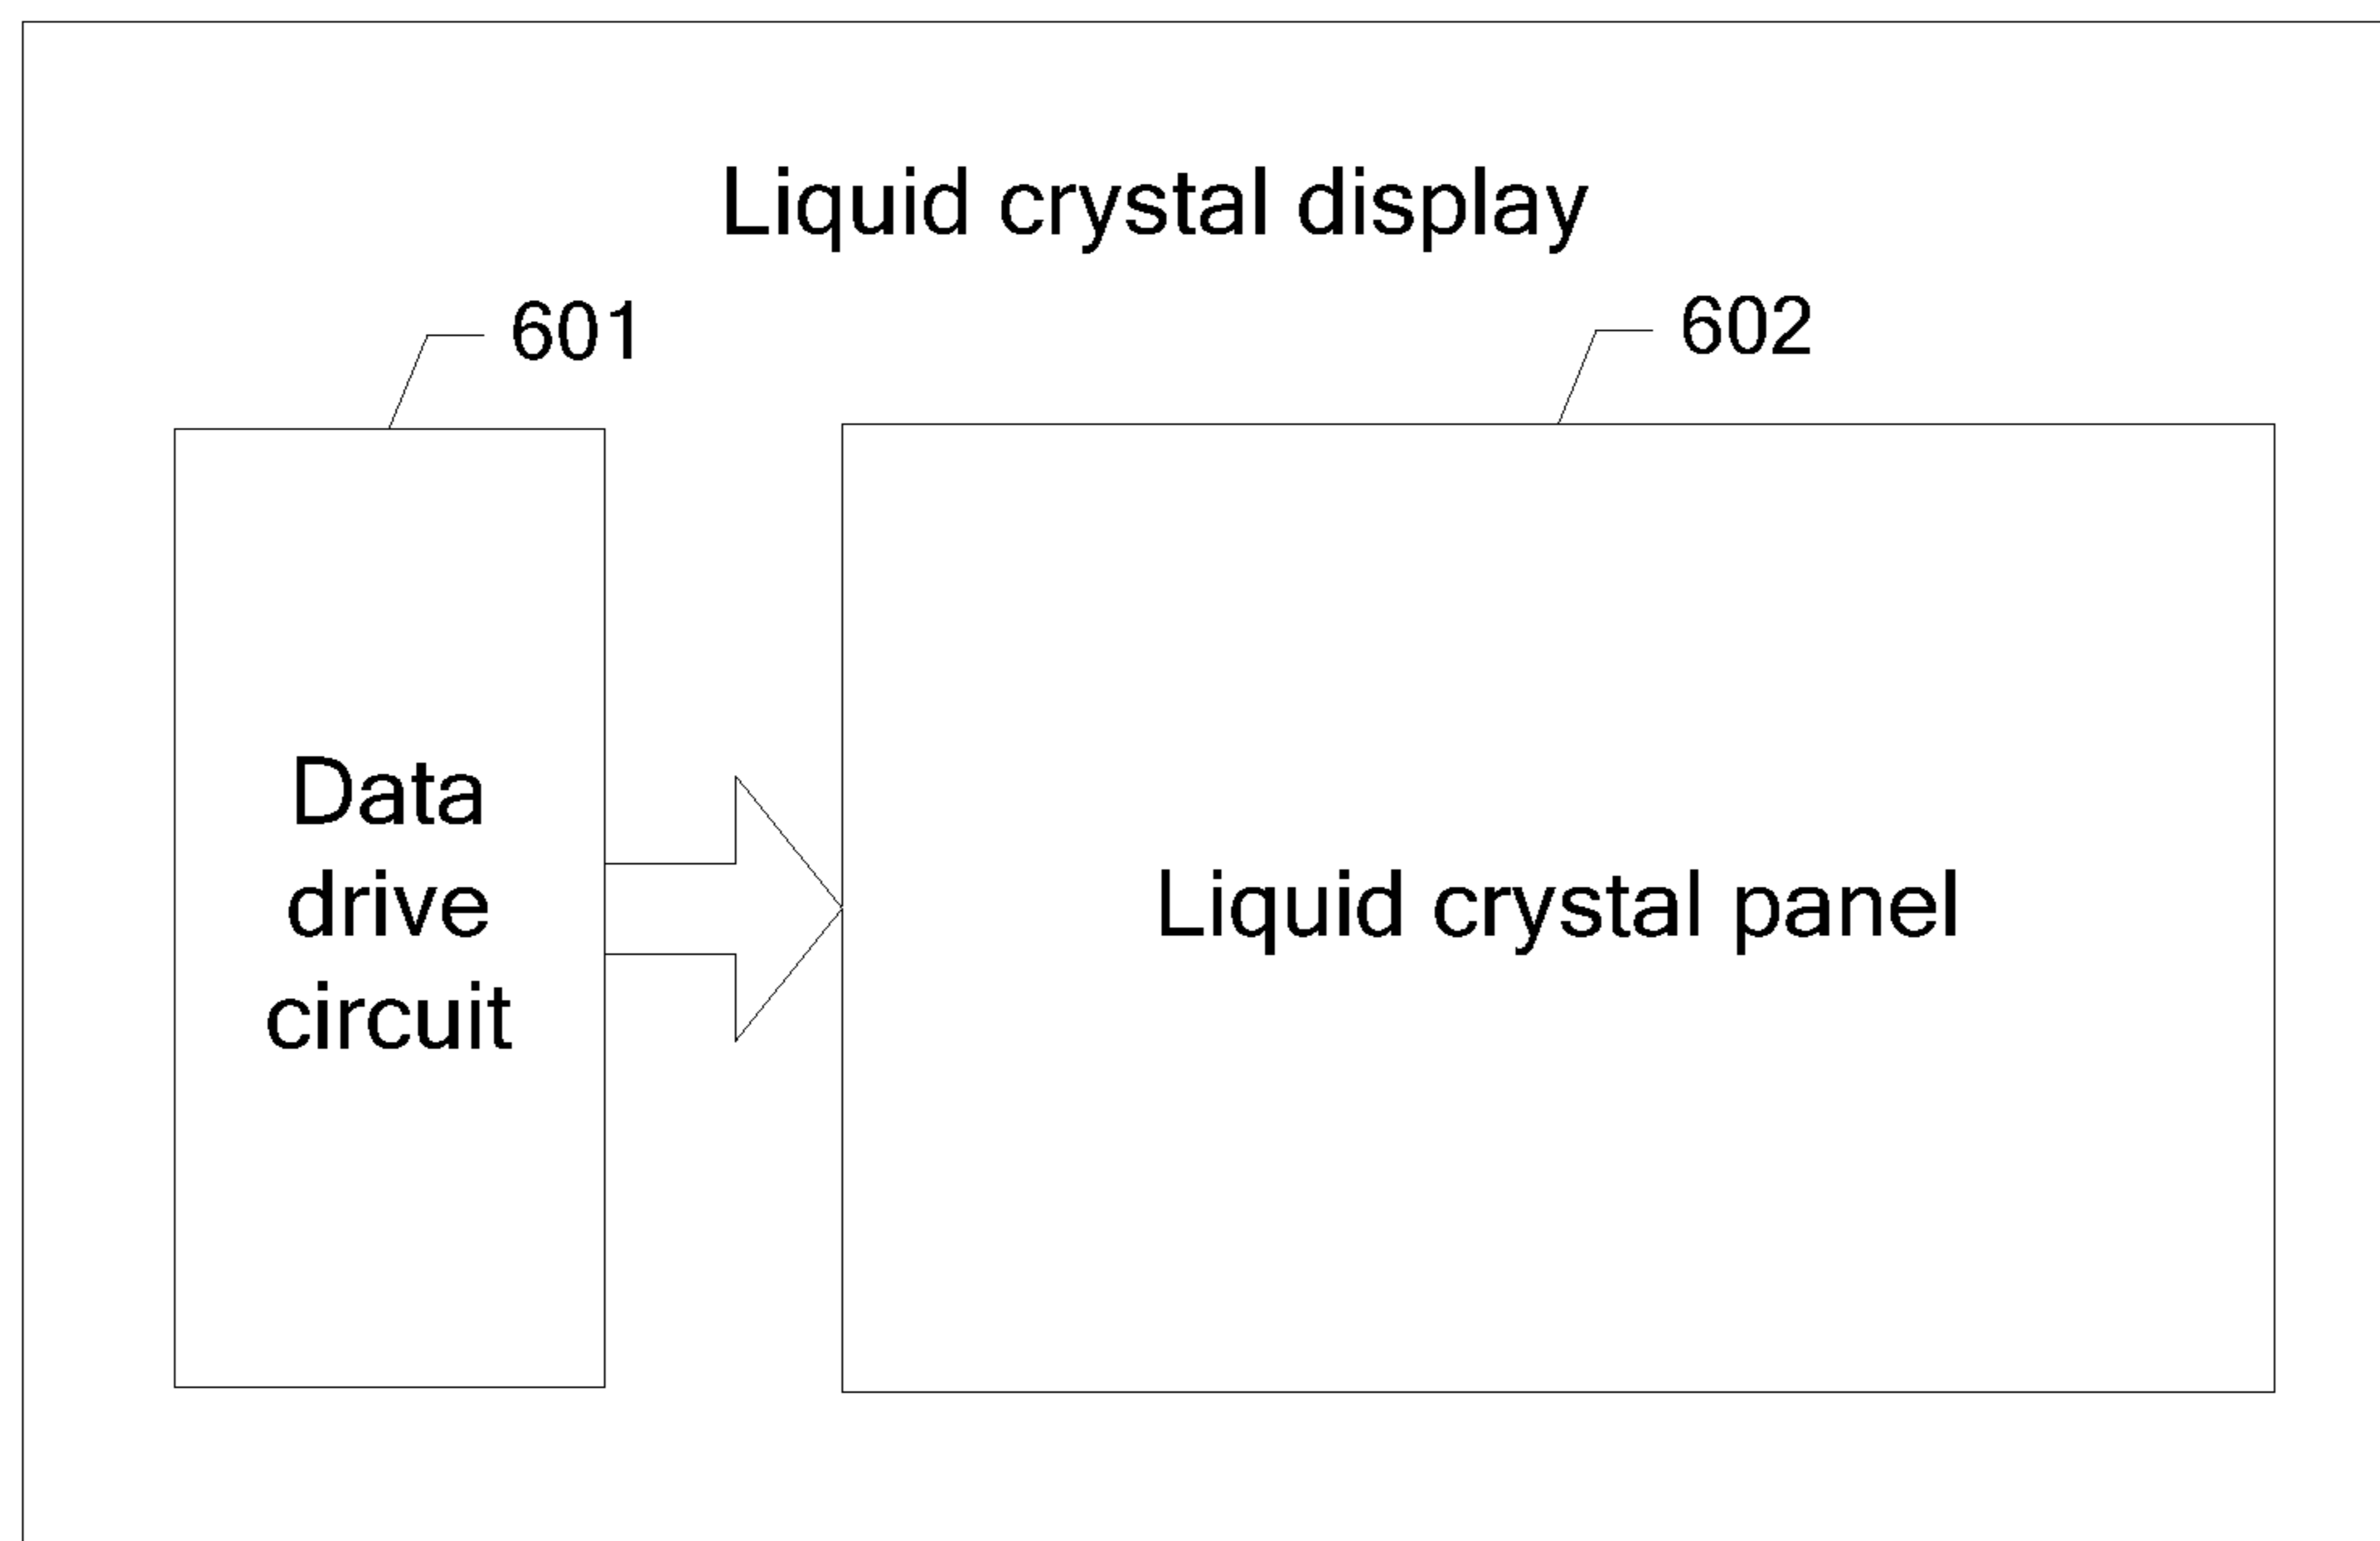 Liquid crystal display
601
602
Data
drive
circuit
Liquid crystal panel